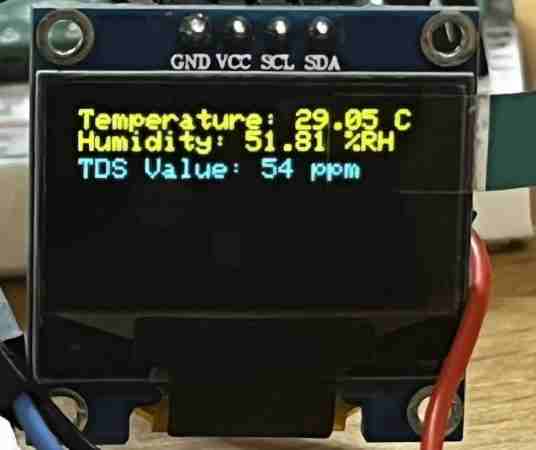 GND VCC SCL SDA
Temperature: 29.05 C
Humidity: 51.81 %RH
TDS Value: 54 ppm